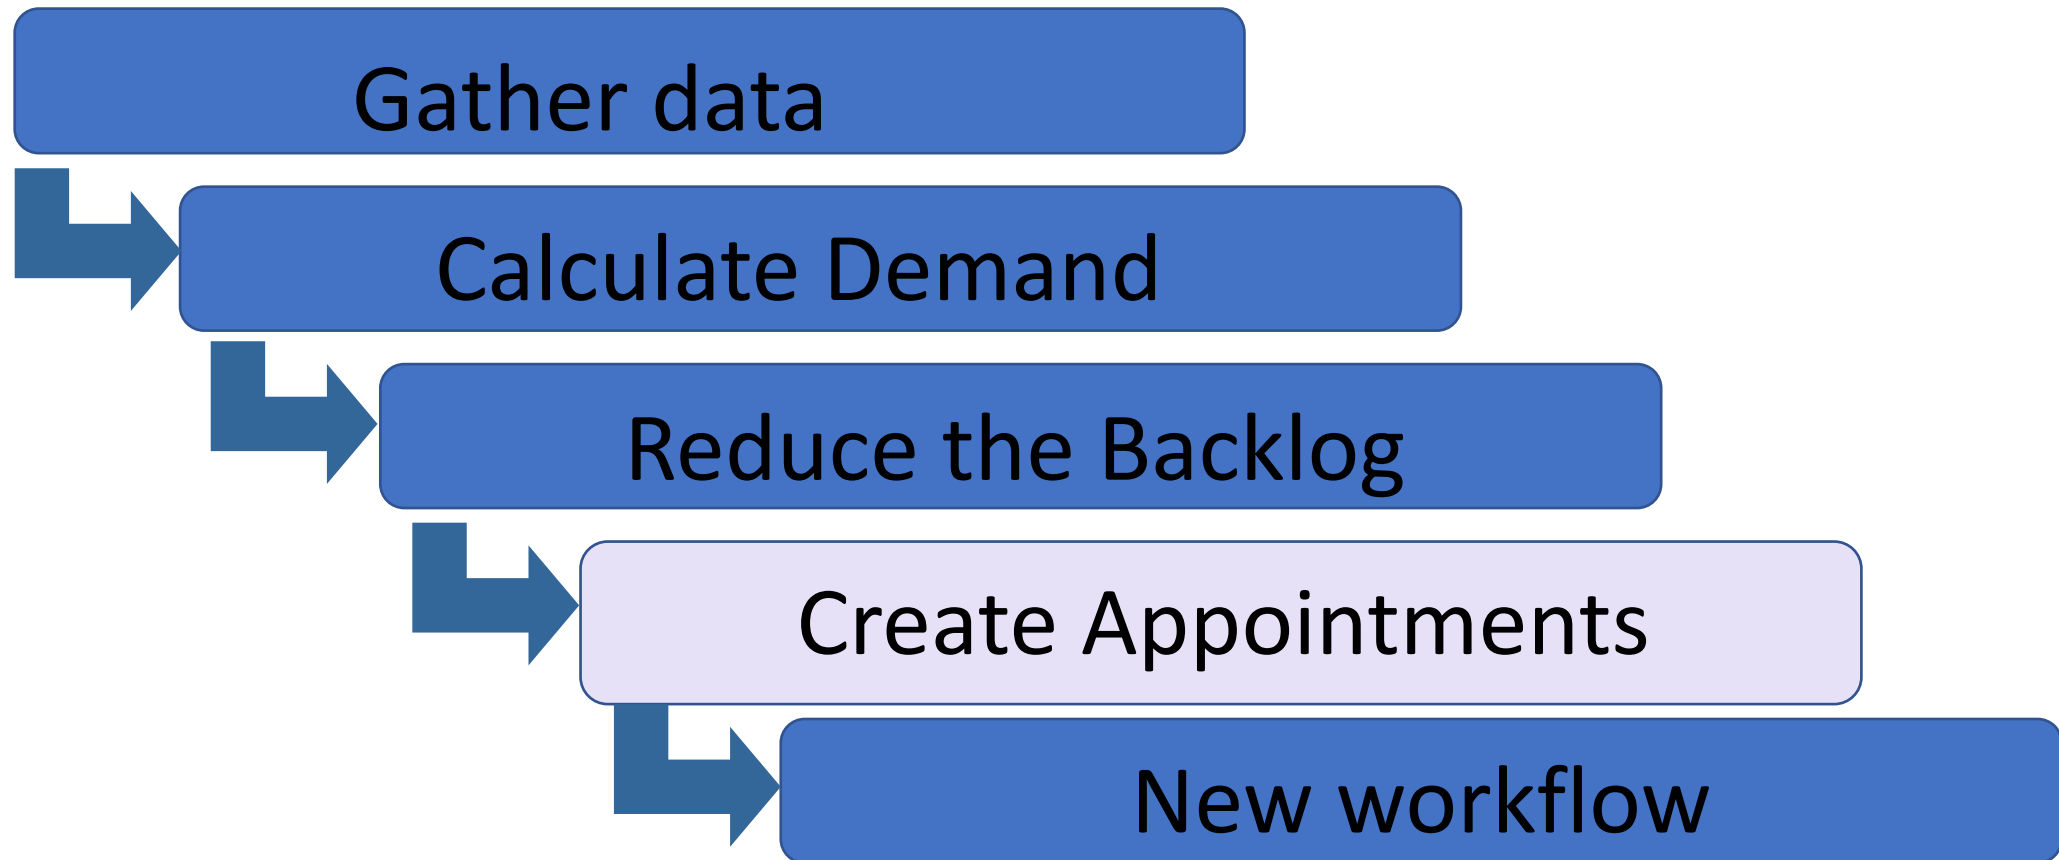 Gather data
Calculate Demand
Reduce the Backlog
Create Appointments
New workflow